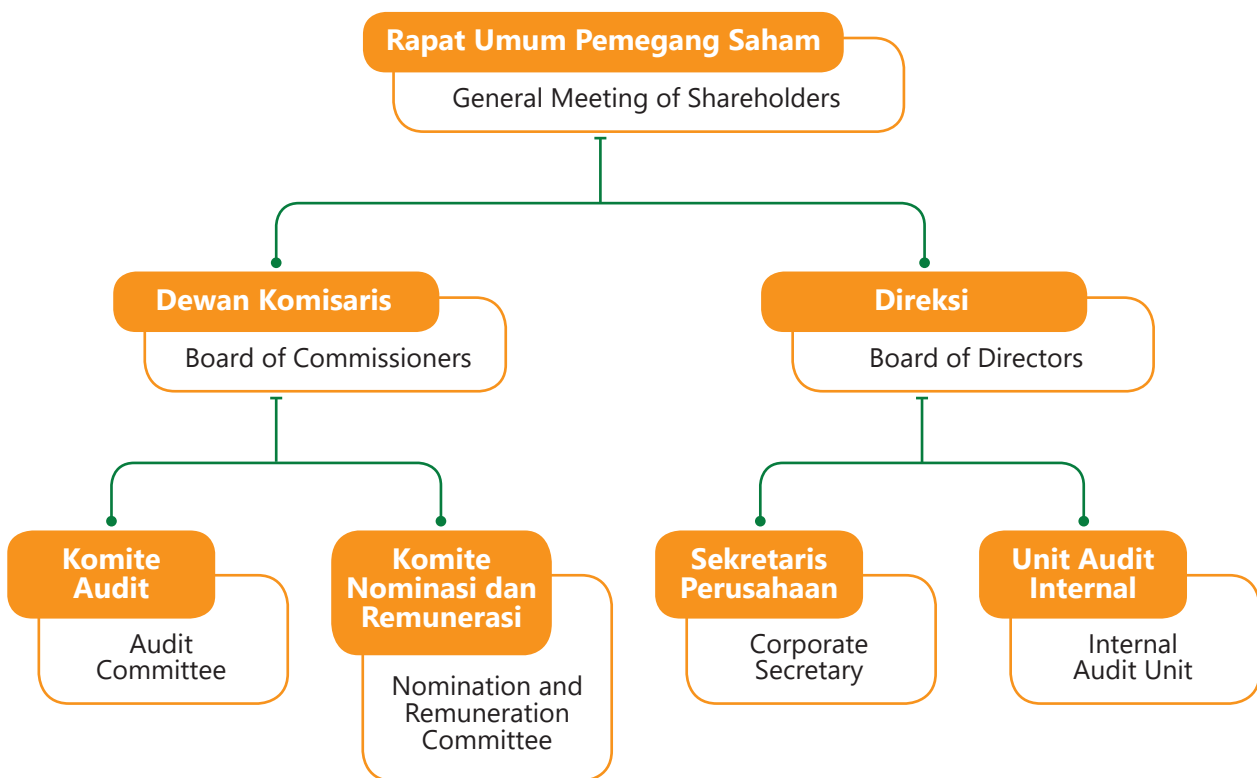 Rapat Umum Pemegang Saham
General Meeting of Shareholders
Dewan Komisaris
Board of Commissioners
Direksi
Board of Directors
Komite
Audit
Audit
Committee
Komite
Nominasi dan
Remunerasi
Nomination and
Remuneration
Committee
Sekretaris
Perusahaan
Corporate
Secretary
Unit Audit
Internal
Internal
Audit Unit